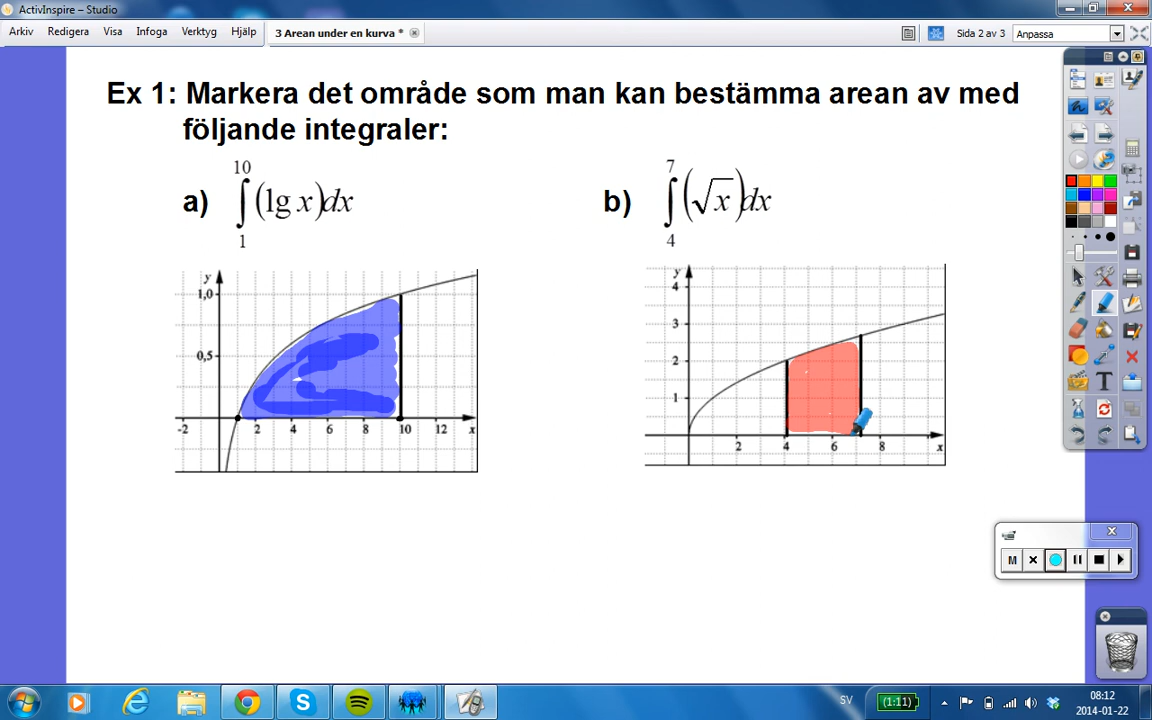 ActivInspire – Studio
Arkiv Redigera Visa Infoga Verktyg Hjälp 3 Arean under en kurva * Sida 2 av 3 Anpassa
Ex 1: Markera det område som man kan bestämma arean av med
följande integraler:
a) ∫₁¹⁰ (lg x)dx b) ∫₄⁷ (√x)dx
y
1,0
0,5
-2 2 4 6 8 10 12 x
y
4
3
2
1
2 4 6 8 x
M
SV (1:11) 08:12
2014-01-22